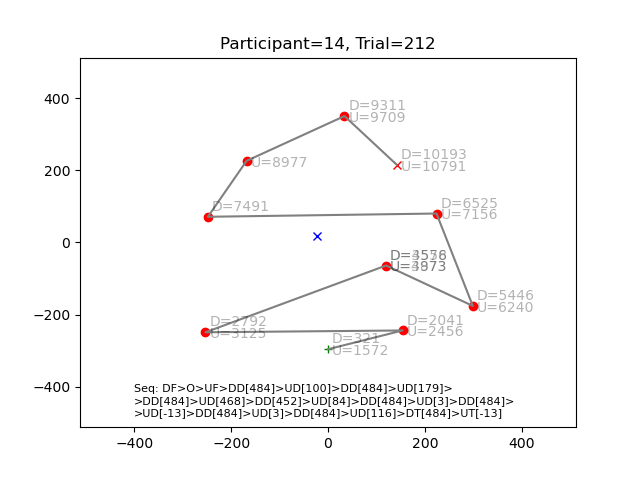 Participant=14, Trial=212
400
200
0
−200
−400
−400
−200
0
200
400
D=9311
U=9709
D=10193
U=10791
U=8977
D=7491
D=6525
U=7156
D=5446
U=6240
D=2041
U=2456
D=2792
U=3125
D=321
U=1572
Seq: DF>O>UF>DD[484]>UD[100]>DD[484]>UD[179]>
>DD[484]>UD[468]>DD[452]>UD[84]>DD[484]>UD[3]>DD[484]>
>UD[-13]>DD[484]>UD[3]>DD[484]>UD[116]>DT[484]>UT[-13]